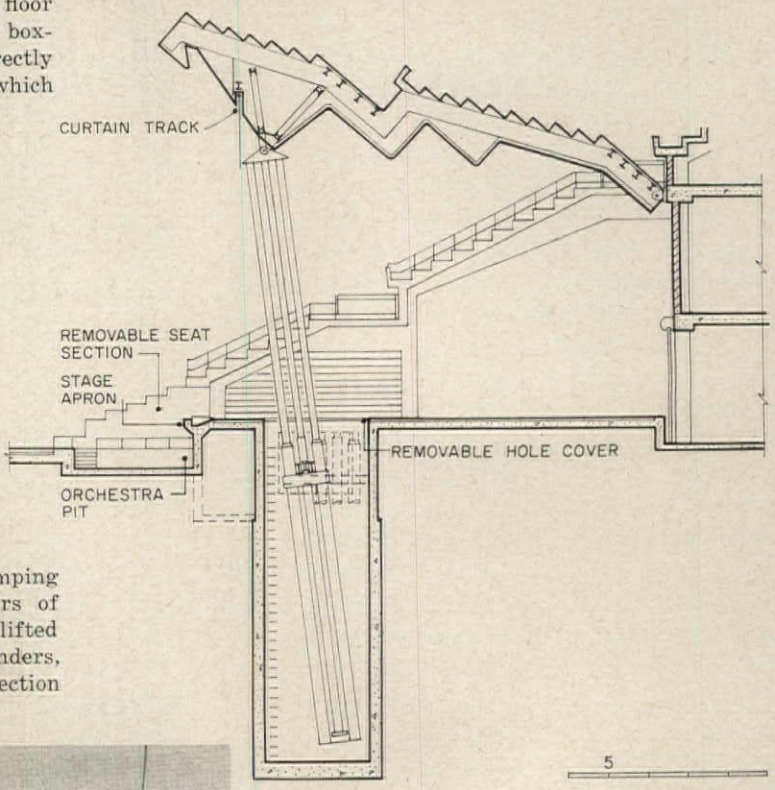 floor
box-
rectly
which
CURTAIN TRACK
REMOVABLE SEAT
SECTION
STAGE
APRON
REMOVABLE HOLE COVER
ORCHESTRA
PIT
mping
rs of
lifted
nders,
ection
5